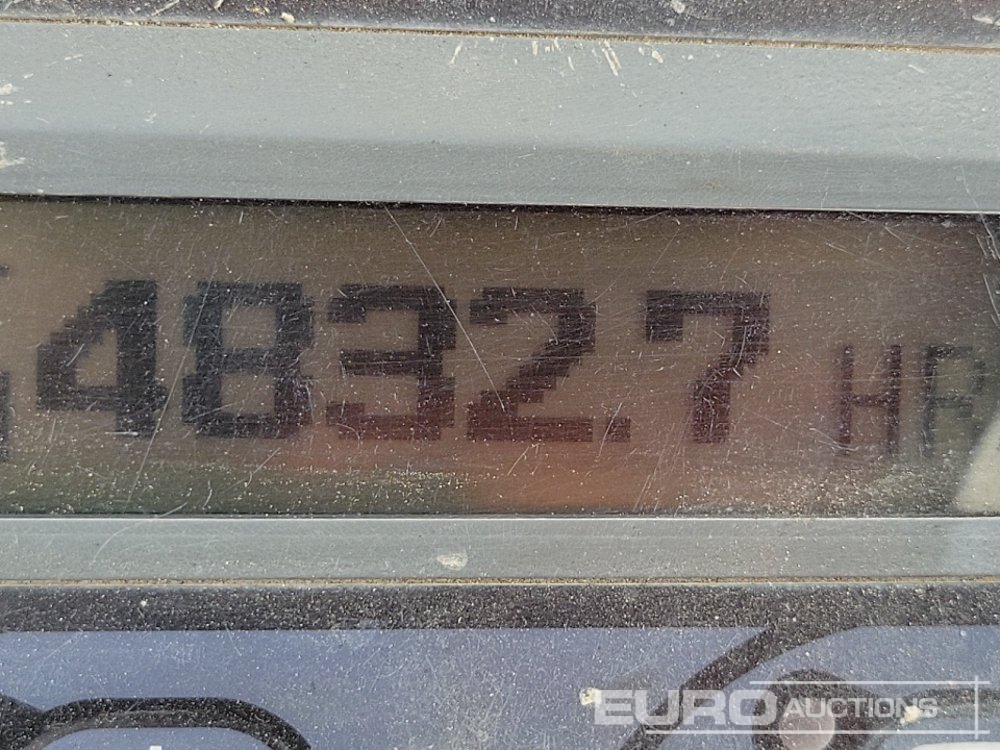 4832.7 HR
EURO AUCTIONS